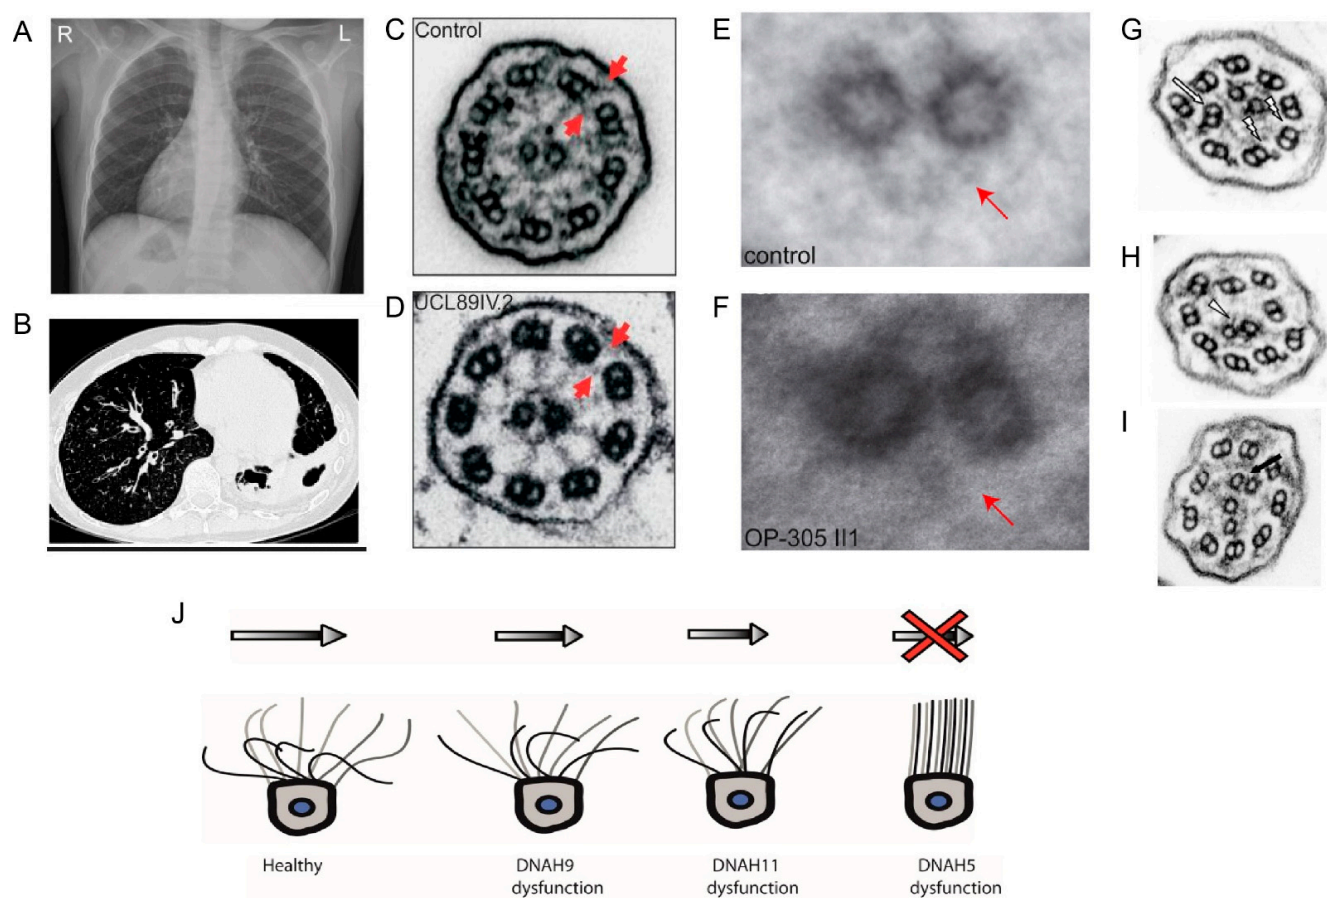 A
R
L
B
C
Control
D
UCL89IV.2
E
control
F
OP-305 II1
G
H
I
J
Healthy
DNAH9
dysfunction
DNAH11
dysfunction
DNAH5
dysfunction